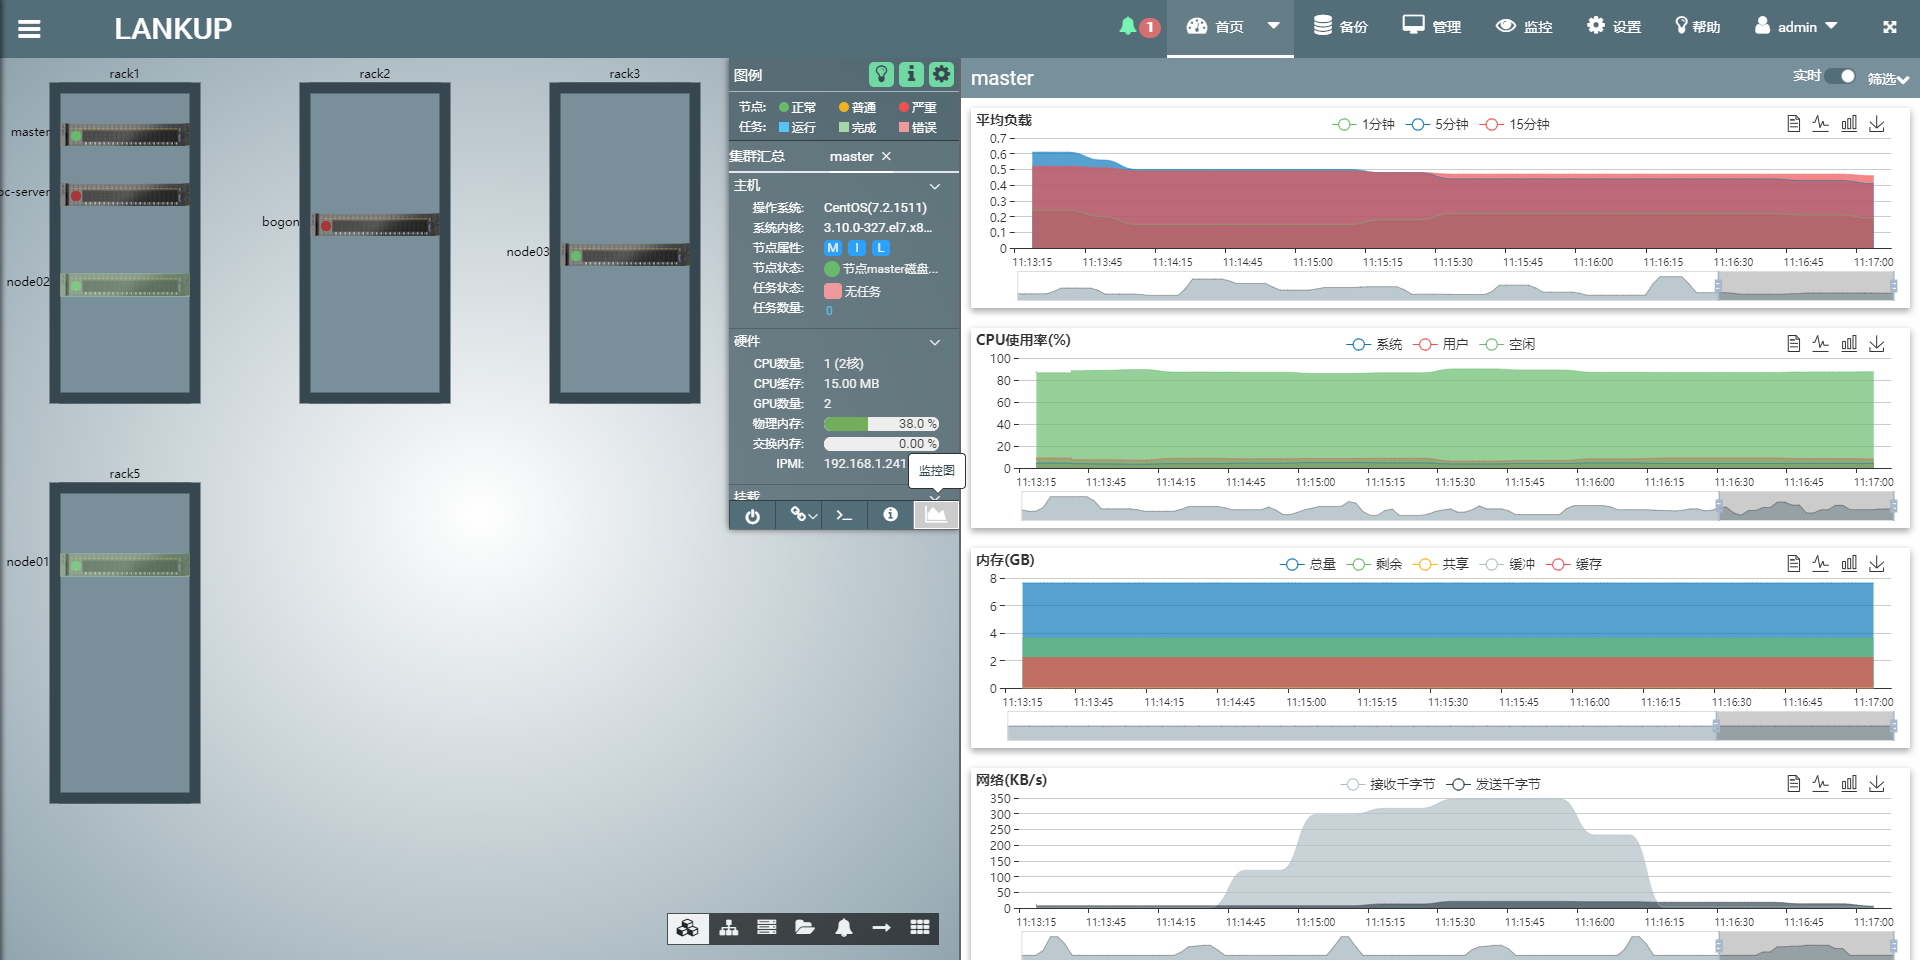 LANKUP
1
首页
备份
管理
监控
设置
帮助
admin
rack1
rack2
rack3
master
oc-server
node02
bogon
node03
rack5
node01
图例
节点: 正常 普通 严重
任务: 运行 完成 错误
集群汇总 master ×
主机
操作系统: CentOS(7.2.1511)
系统内核: 3.10.0-327.el7.x8...
节点属性: M I L
节点状态: 节点master磁盘...
任务状态: 无任务
任务数量: 0
硬件
CPU数量: 1 (2核)
CPU缓存: 15.00 MB
GPU数量: 2
物理内存: 38.0 %
交换内存: 0.00 %
IPMI: 192.168.1.241
监控图
挂载
master
实时
筛选
平均负载
1分钟 5分钟 15分钟
0.7
0.6
0.5
0.4
0.3
0.2
0.1
0
11:13:15 11:13:45 11:14:15 11:14:45 11:15:00 11:15:15 11:15:30 11:15:45 11:16:00 11:16:15 11:16:30 11:16:45 11:17:00
CPU使用率(%)
系统 用户 空闲
100
80
60
40
20
0
11:13:15 11:13:45 11:14:15 11:14:45 11:15:00 11:15:15 11:15:30 11:15:45 11:16:00 11:16:15 11:16:30 11:16:45 11:17:00
内存(GB)
总量 剩余 共享 缓冲 缓存
8
6
4
2
0
11:13:15 11:13:45 11:14:15 11:14:45 11:15:00 11:15:15 11:15:30 11:15:45 11:16:00 11:16:15 11:16:30 11:16:45 11:17:00
网络(KB/s)
接收千字节 发送千字节
350
300
250
200
150
100
50
0
11:13:15 11:13:45 11:14:15 11:14:45 11:15:00 11:15:15 11:15:30 11:15:45 11:16:00 11:16:15 11:16:30 11:16:45 11:17:00